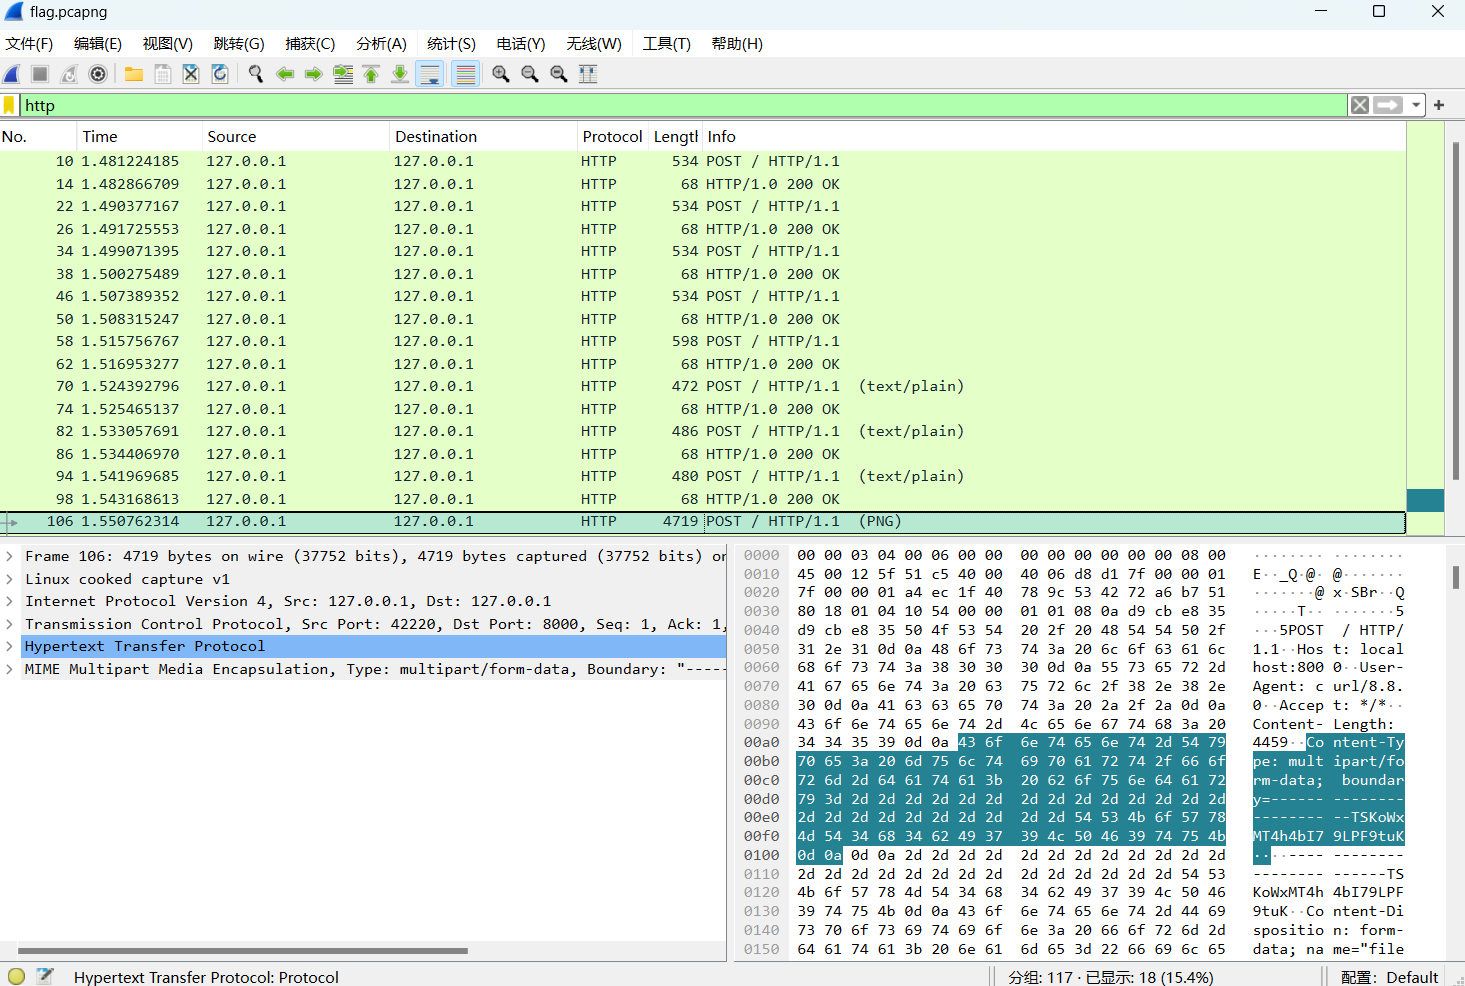 flag.pcapng
文件(F) 编辑(E) 视图(V) 跳转(G) 捕获(C) 分析(A) 统计(S) 电话(Y) 无线(W) 工具(T) 帮助(H)
http
No. Time Source Destination Protocol Length Info
10 1.481224185 127.0.0.1 127.0.0.1 HTTP 534 POST / HTTP/1.1
14 1.482866709 127.0.0.1 127.0.0.1 HTTP 68 HTTP/1.0 200 OK
22 1.490377167 127.0.0.1 127.0.0.1 HTTP 534 POST / HTTP/1.1
26 1.491725553 127.0.0.1 127.0.0.1 HTTP 68 HTTP/1.0 200 OK
34 1.499071395 127.0.0.1 127.0.0.1 HTTP 534 POST / HTTP/1.1
38 1.500275489 127.0.0.1 127.0.0.1 HTTP 68 HTTP/1.0 200 OK
46 1.507389352 127.0.0.1 127.0.0.1 HTTP 534 POST / HTTP/1.1
50 1.508315247 127.0.0.1 127.0.0.1 HTTP 68 HTTP/1.0 200 OK
58 1.515756767 127.0.0.1 127.0.0.1 HTTP 598 POST / HTTP/1.1
62 1.516953277 127.0.0.1 127.0.0.1 HTTP 68 HTTP/1.0 200 OK
70 1.524392796 127.0.0.1 127.0.0.1 HTTP 472 POST / HTTP/1.1 (text/plain)
74 1.525465137 127.0.0.1 127.0.0.1 HTTP 68 HTTP/1.0 200 OK
82 1.533057691 127.0.0.1 127.0.0.1 HTTP 486 POST / HTTP/1.1 (text/plain)
86 1.534406970 127.0.0.1 127.0.0.1 HTTP 68 HTTP/1.0 200 OK
94 1.541969685 127.0.0.1 127.0.0.1 HTTP 480 POST / HTTP/1.1 (text/plain)
98 1.543168613 127.0.0.1 127.0.0.1 HTTP 68 HTTP/1.0 200 OK
106 1.550762314 127.0.0.1 127.0.0.1 HTTP 4719 POST / HTTP/1.1 (PNG)
Frame 106: 4719 bytes on wire (37752 bits), 4719 bytes captured (37752 bits) on
Linux cooked capture v1
Internet Protocol Version 4, Src: 127.0.0.1, Dst: 127.0.0.1
Transmission Control Protocol, Src Port: 42220, Dst Port: 8000, Seq: 1, Ack: 1,
Hypertext Transfer Protocol
MIME Multipart Media Encapsulation, Type: multipart/form-data, Boundary: "-----
0000 00 00 03 04 00 06 00 00 00 00 00 00 00 00 08 00 ········ ········
0010 45 00 12 5f 51 c5 40 00 40 06 d8 d1 7f 00 00 01 E··_Q·@· @·······
0020 7f 00 00 01 a4 ec 1f 40 78 9c 53 42 72 a6 b7 51 ·······@ x·SBr··Q
0030 80 18 01 04 10 54 00 00 01 01 08 0a d9 cb e8 35 ·····T·· ·······5
0040 d9 cb e8 35 50 4f 53 54 20 2f 20 48 54 54 50 2f ···5POST / HTTP/
0050 31 2e 31 0d 0a 48 6f 73 74 3a 20 6c 6f 63 61 6c 1.1··Hos t: local
0060 68 6f 73 74 3a 38 30 30 30 0d 0a 55 73 65 72 2d host:800 0··User-
0070 41 67 65 6e 74 3a 20 63 75 72 6c 2f 38 2e 38 2e Agent: c url/8.8.
0080 30 0d 0a 41 63 63 65 70 74 3a 20 2a 2f 2a 0d 0a 0··Accep t: */*··
0090 43 6f 6e 74 65 6e 74 2d 4c 65 6e 67 74 68 3a 20 Content- Length:
00a0 34 34 35 39 0d 0a 43 6f 6e 74 65 6e 74 2d 54 79 4459··Co ntent-Ty
00b0 70 65 3a 20 6d 75 6c 74 69 70 61 72 74 2f 66 6f pe: mult ipart/fo
00c0 72 6d 2d 64 61 74 61 3b 20 62 6f 75 6e 64 61 72 rm-data; boundar
00d0 79 3d 2d 2d 2d 2d 2d 2d 2d 2d 2d 2d 2d 2d 2d 2d y=------ --------
00e0 2d 2d 2d 2d 2d 2d 2d 2d 2d 2d 54 53 4b 6f 57 78 -------- --TSKoWx
00f0 4d 54 34 68 34 62 49 37 39 4c 50 46 39 74 75 4b MT4h4bI7 9LPF9tuK
0100 0d 0a 0d 0a 2d 2d 2d 2d 2d 2d 2d 2d 2d 2d 2d 2d ····---- --------
0110 2d 2d 2d 2d 2d 2d 2d 2d 2d 2d 2d 2d 2d 2d 54 53 -------- ------TS
0120 4b 6f 57 78 4d 54 34 68 34 62 49 37 39 4c 50 46 KoWxMT4h 4bI79LPF
0130 39 74 75 4b 0d 0a 43 6f 6e 74 65 6e 74 2d 44 69 9tuK··Co ntent-Di
0140 73 70 6f 73 69 74 69 6f 6e 3a 20 66 6f 72 6d 2d spositio n: form-
0150 64 61 74 61 3b 20 6e 61 6d 65 3d 22 66 69 6c 65 data; na me="file
Hypertext Transfer Protocol: Protocol 分组: 117 · 已显示: 18 (15.4%) 配置: Default